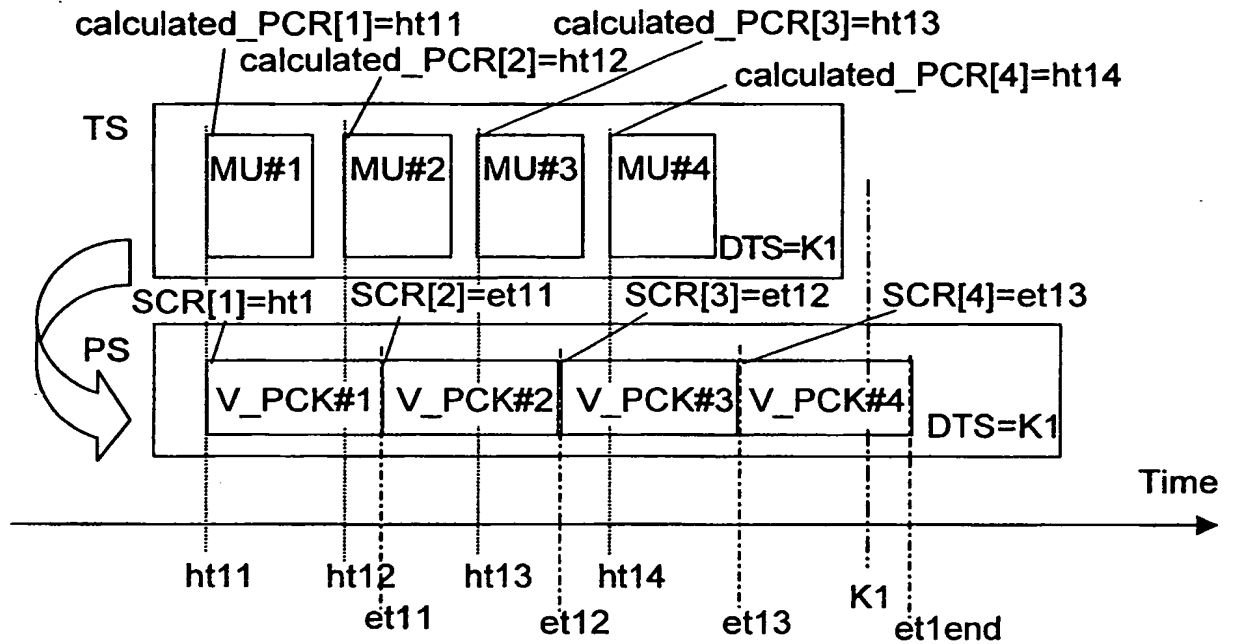 calculated_PCR[1]=ht11
calculated_PCR[3]=ht13
calculated_PCR[2]=ht12
calculated_PCR[4]=ht14
TS
MU#1
MU#2
MU#3
MU#4
DTS=K1
SCR[1]=ht1
SCR[2]=et11
SCR[3]=et12
SCR[4]=et13
PS
V_PCK#1
V_PCK#2
V_PCK#3
V_PCK#4
DTS=K1
Time
ht11
ht12
ht13
ht14
K1
et11
et12
et13
et1end